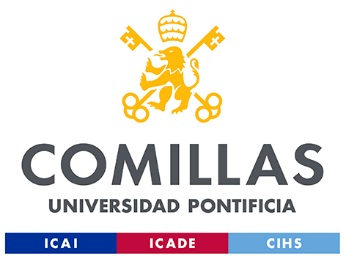 COMILLAS
UNIVERSIDAD PONTIFICIA
ICAI ICADE CIHS